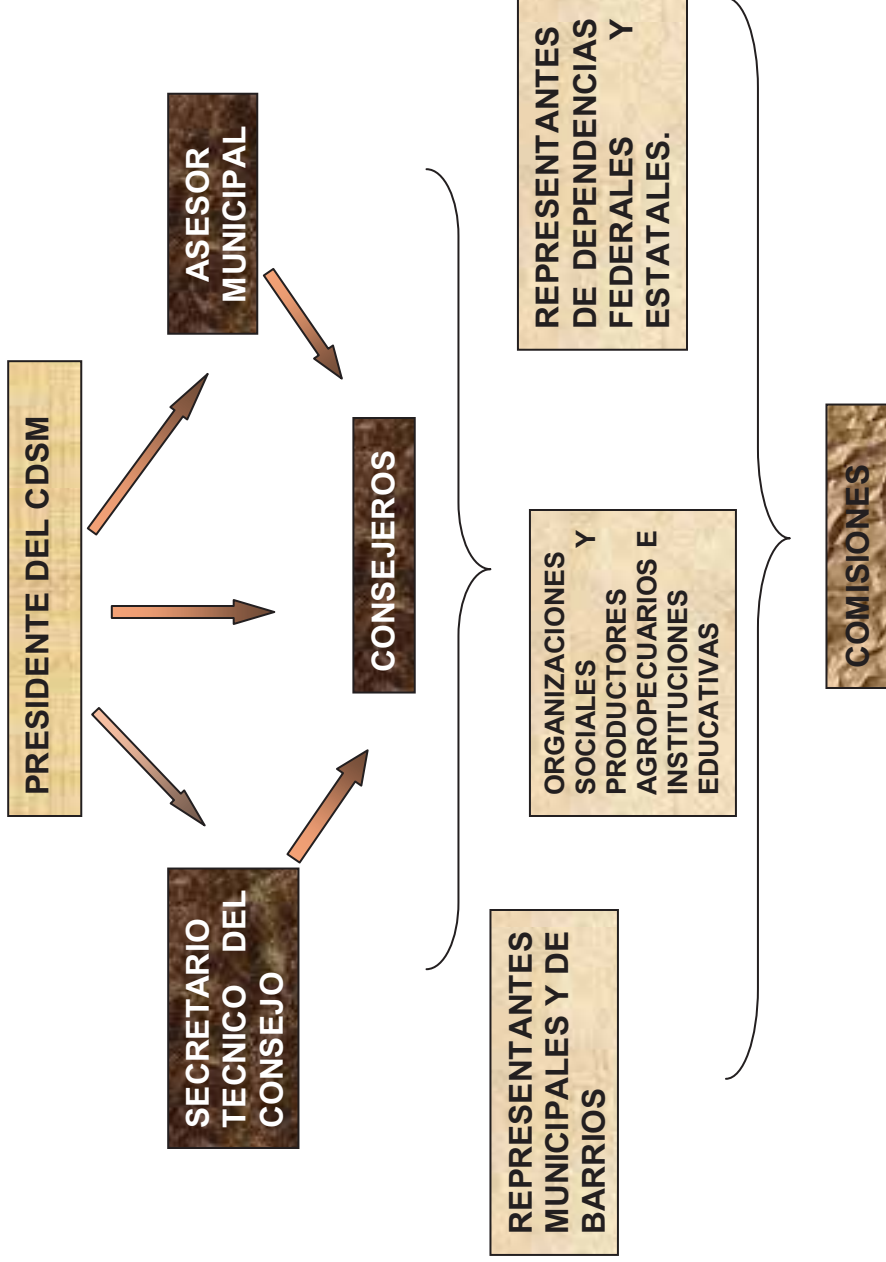 PRESIDENTE DEL CDSM
SECRETARIO
TECNICO DEL
CONSEJO
ASESOR
MUNICIPAL
CONSEJEROS
REPRESENTANTES
MUNICIPALES Y DE
BARRIOS
ORGANIZACIONES
SOCIALES Y
PRODUCTORES
AGROPECUARIOS E
INSTITUCIONES
EDUCATIVAS
REPRESENTANTES
DE DEPENDENCIAS
FEDERALES Y
ESTATALES.
COMISIONES